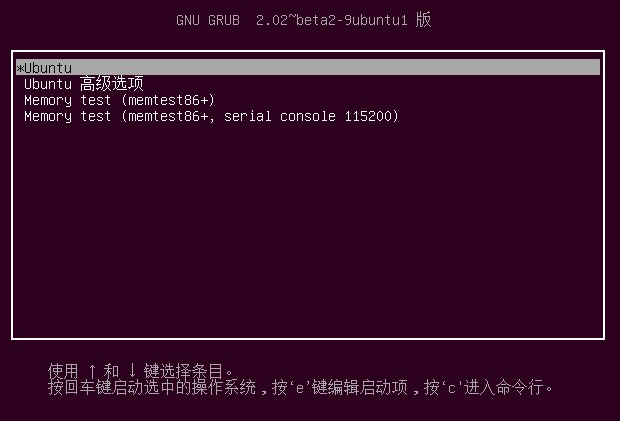 GNU GRUB  2.02~beta2-9ubuntu1 版
*Ubuntu
Ubuntu 高级选项
Memory test (memtest86+)
Memory test (memtest86+, serial console 115200)
使用 ↑ 和 ↓ 键选择条目。
按回车键启动选中的操作系统，按‘e’键编辑启动项，按‘c'进入命令行。